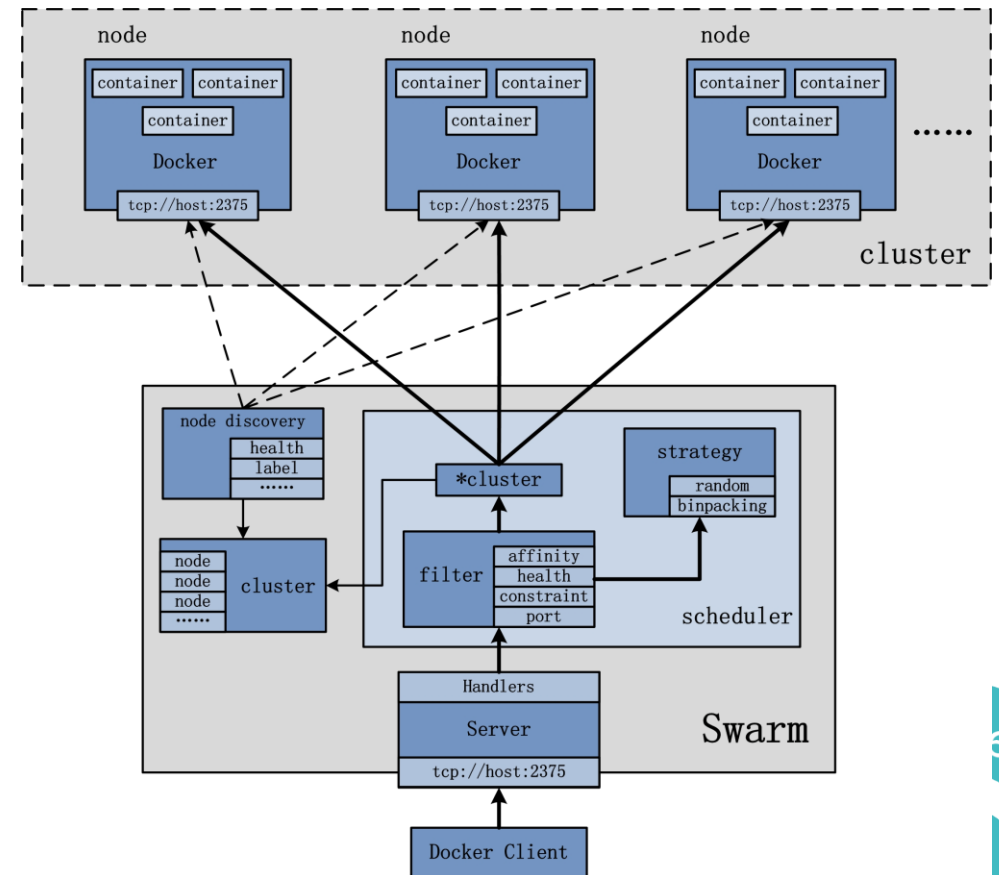 node
node
node
container
container
container
Docker
tcp://host:2375
container
container
container
Docker
tcp://host:2375
container
container
container
Docker
tcp://host:2375
……
cluster
node discovery
health
label
……
*cluster
strategy
random
binpacking
node
node
node
……
cluster
filter
affinity
health
constraint
port
scheduler
Handlers
Server
tcp://host:2375
Swarm
Docker Client